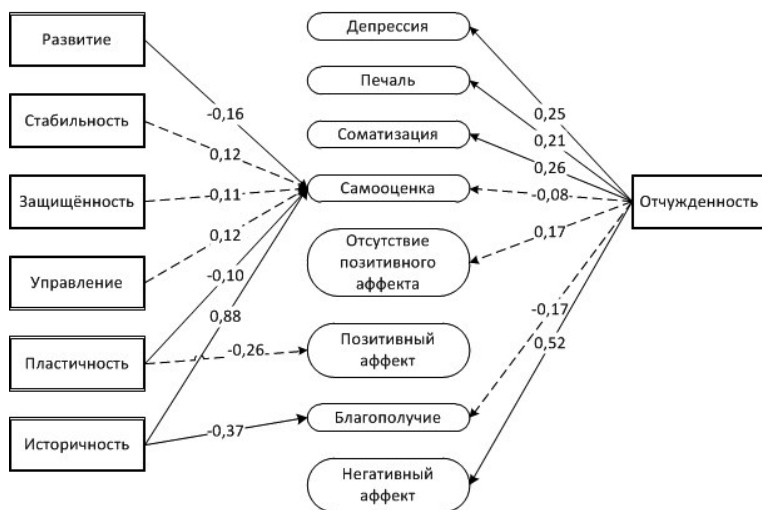 Развитие
Стабильность
Защищённость
Управление
Пластичность
Историчность
-0,16
0,12
-0,11
0,12
-0,10
0,88
-0,26
-0,37
Депрессия
Печаль
Соматизация
Самооценка
Отсутствие
позитивного
аффекта
Позитивный
аффект
Благополучие
Негативный
аффект
0,25
0,21
0,26
-0,08
0,17
-0,17
0,52
Отчужденность